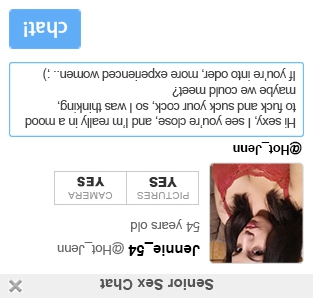 Senior Sex Chat
Jennie_54 @Hot_Jenn
54 years old
PICTURES
YES
CAMERA
YES
@Hot_Jenn
Hi sexy, I see you're close, and I'm really in a mood
to fuck and suck your cock, so I was thinking,
maybe we could meet?
If you're into oder, more experienced women.. ;)
chat!